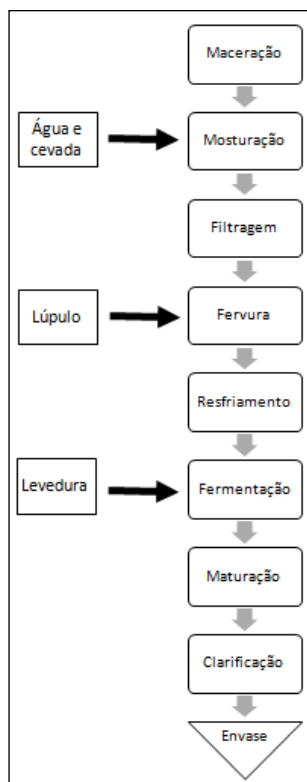 Maceração
Água e
cevada
Mosturação
Filtragem
Lúpulo
Fervura
Resfriamento
Levedura
Fermentação
Maturação
Clarificação
Envase